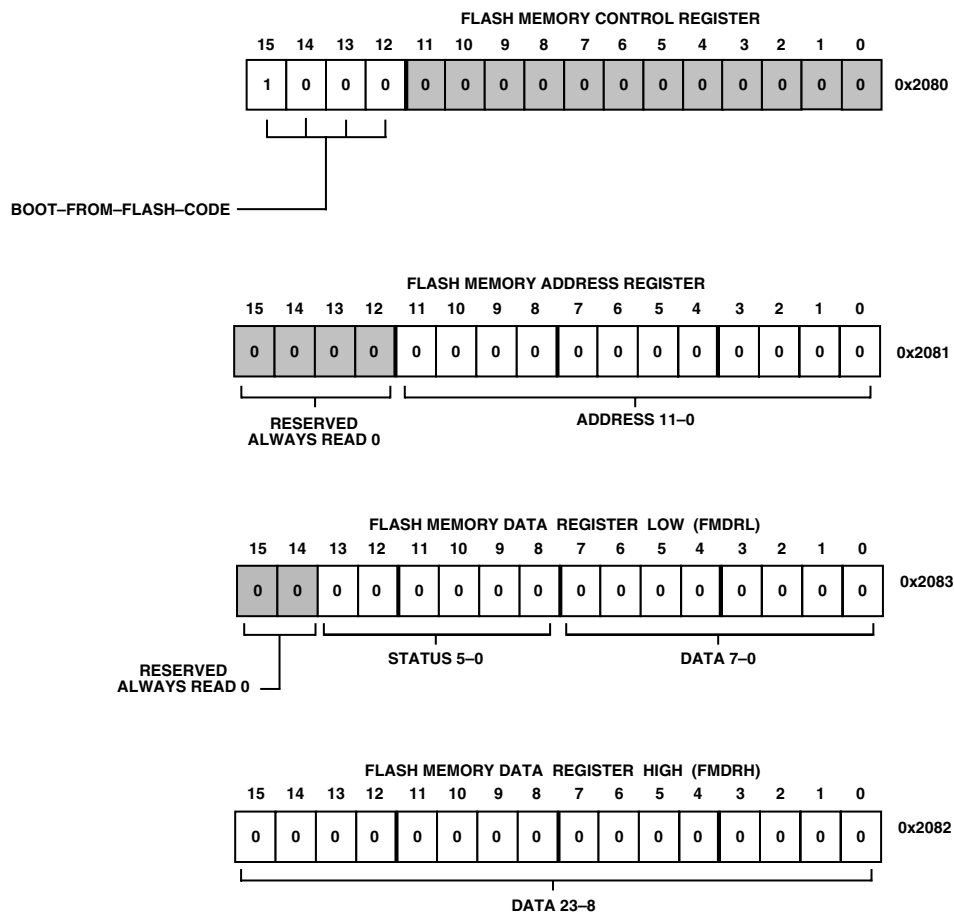 FLASH MEMORY CONTROL REGISTER
15 14 13 12 11 10 9 8 7 6 5 4 3 2 1 0
1 0 0 0 0 0 0 0 0 0 0 0 0 0 0 0 0x2080
BOOT–FROM–FLASH–CODE
FLASH MEMORY ADDRESS REGISTER
15 14 13 12 11 10 9 8 7 6 5 4 3 2 1 0
0 0 0 0 0 0 0 0 0 0 0 0 0 0 0 0 0x2081
RESERVED
ALWAYS READ 0
ADDRESS 11–0
FLASH MEMORY DATA REGISTER LOW (FMDRL)
15 14 13 12 11 10 9 8 7 6 5 4 3 2 1 0
0 0 0 0 0 0 0 0 0 0 0 0 0 0 0 0 0x2083
STATUS 5–0 DATA 7–0
RESERVED
ALWAYS READ 0
FLASH MEMORY DATA REGISTER HIGH (FMDRH)
15 14 13 12 11 10 9 8 7 6 5 4 3 2 1 0
0 0 0 0 0 0 0 0 0 0 0 0 0 0 0 0 0x2082
DATA 23–8